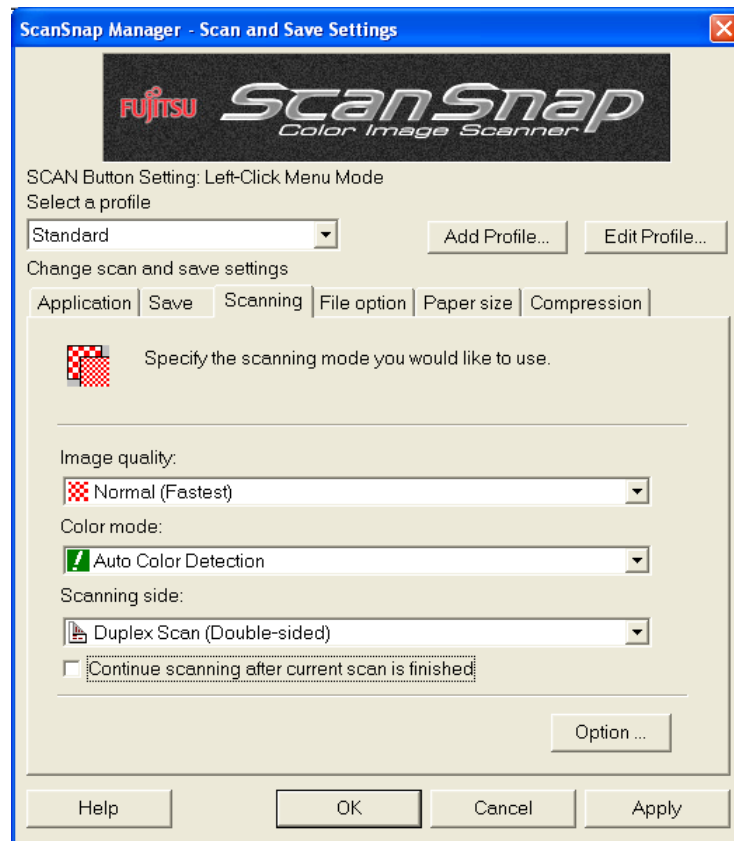 ScanSnap Manager - Scan and Save Settings
FUJITSU ScanSnap
Color Image Scanner
SCAN Button Setting: Left-Click Menu Mode
Select a profile
Standard Add Profile... Edit Profile...
Change scan and save settings
Application Save Scanning File option Paper size Compression
Specify the scanning mode you would like to use.
Image quality:
Normal (Fastest)
Color mode:
Auto Color Detection
Scanning side:
Duplex Scan (Double-sided)
Continue scanning after current scan is finished
Option ...
Help OK Cancel Apply